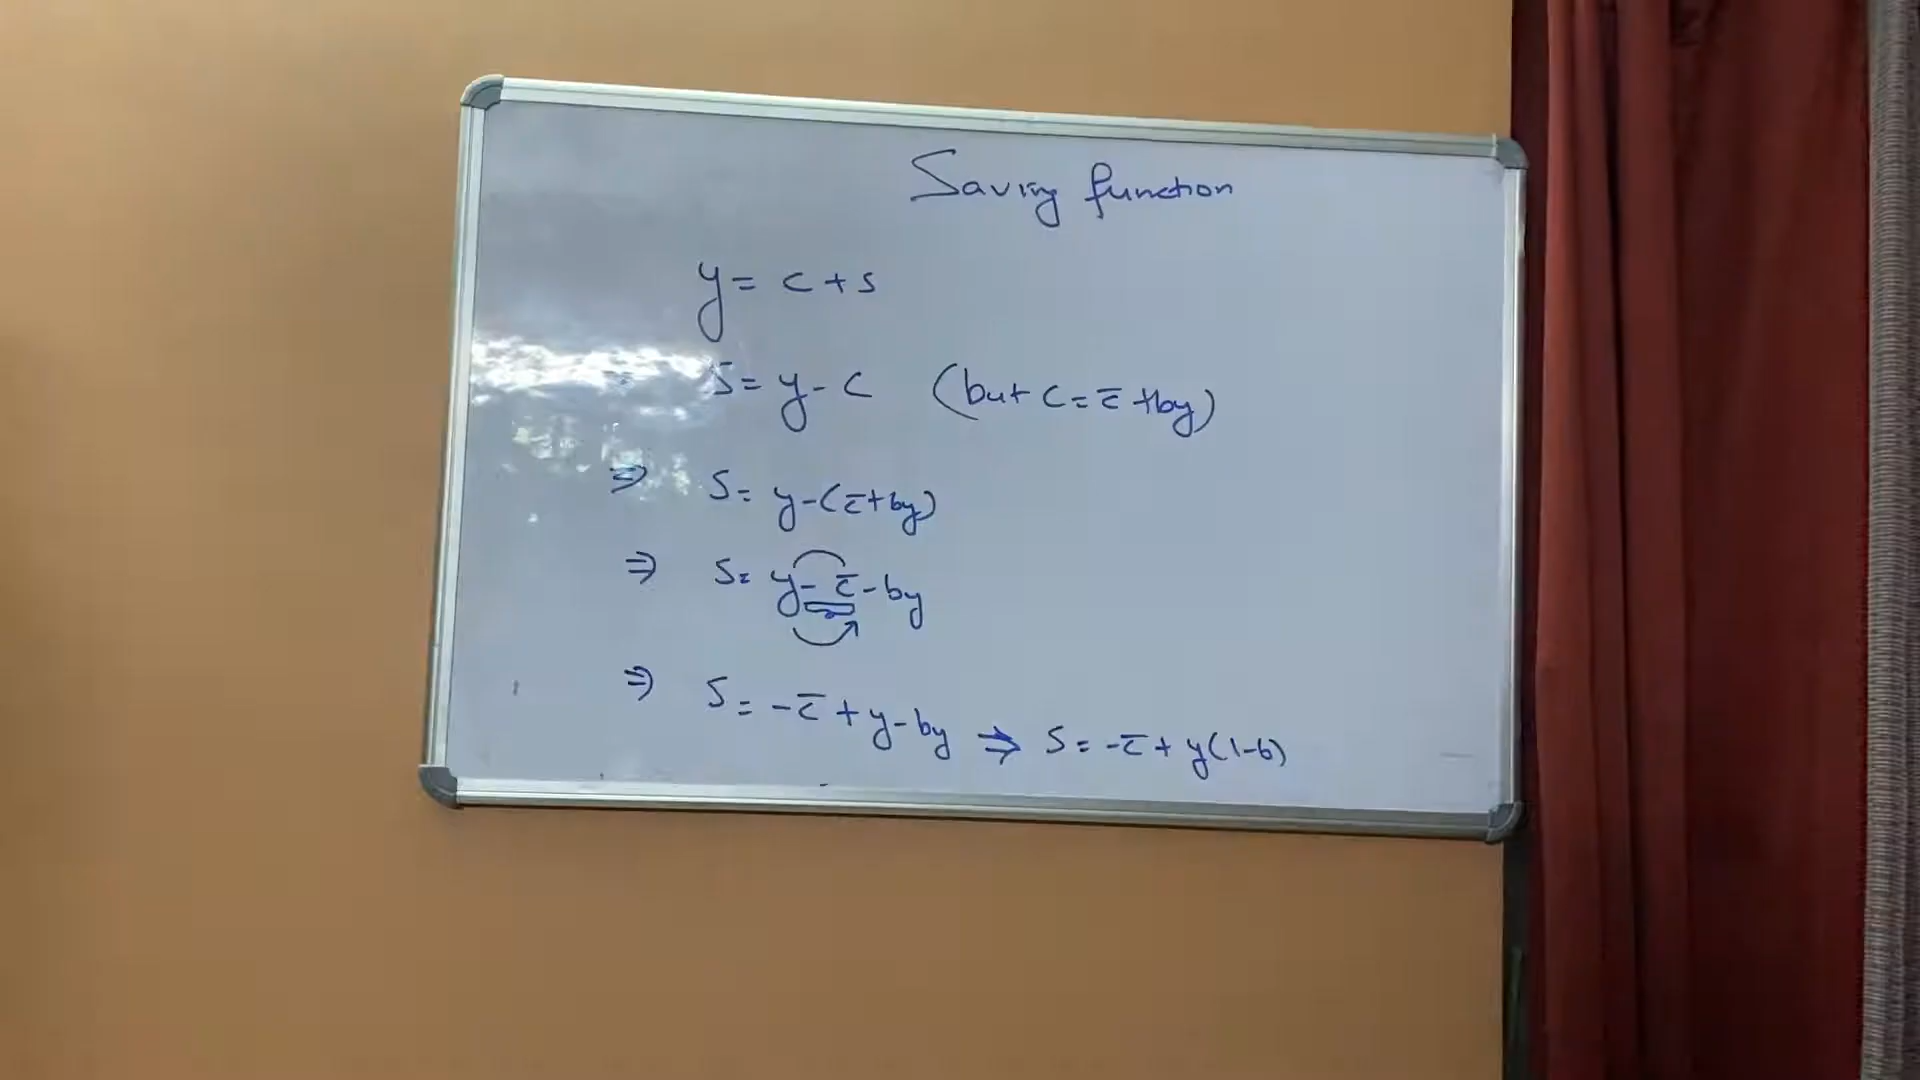 Saving function
y = c + s
S = y - c (but c = c̄ + by)
⇒ S = y - (c̄ + by)
⇒ S = y - c̄ - by
⇒ S = -c̄ + y - by ⇒ S = -c̄ + y(1-b)